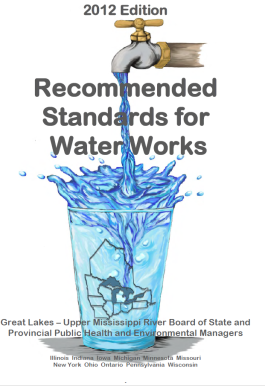 2012 Edition
Recommended
Standards for
Water Works
Great Lakes – Upper Mississippi River Board of State and
Provincial Public Health and Environmental Managers
Illinois Indiana Iowa Michigan Minnesota Missouri
New York Ohio Ontario Pennsylvania Wisconsin